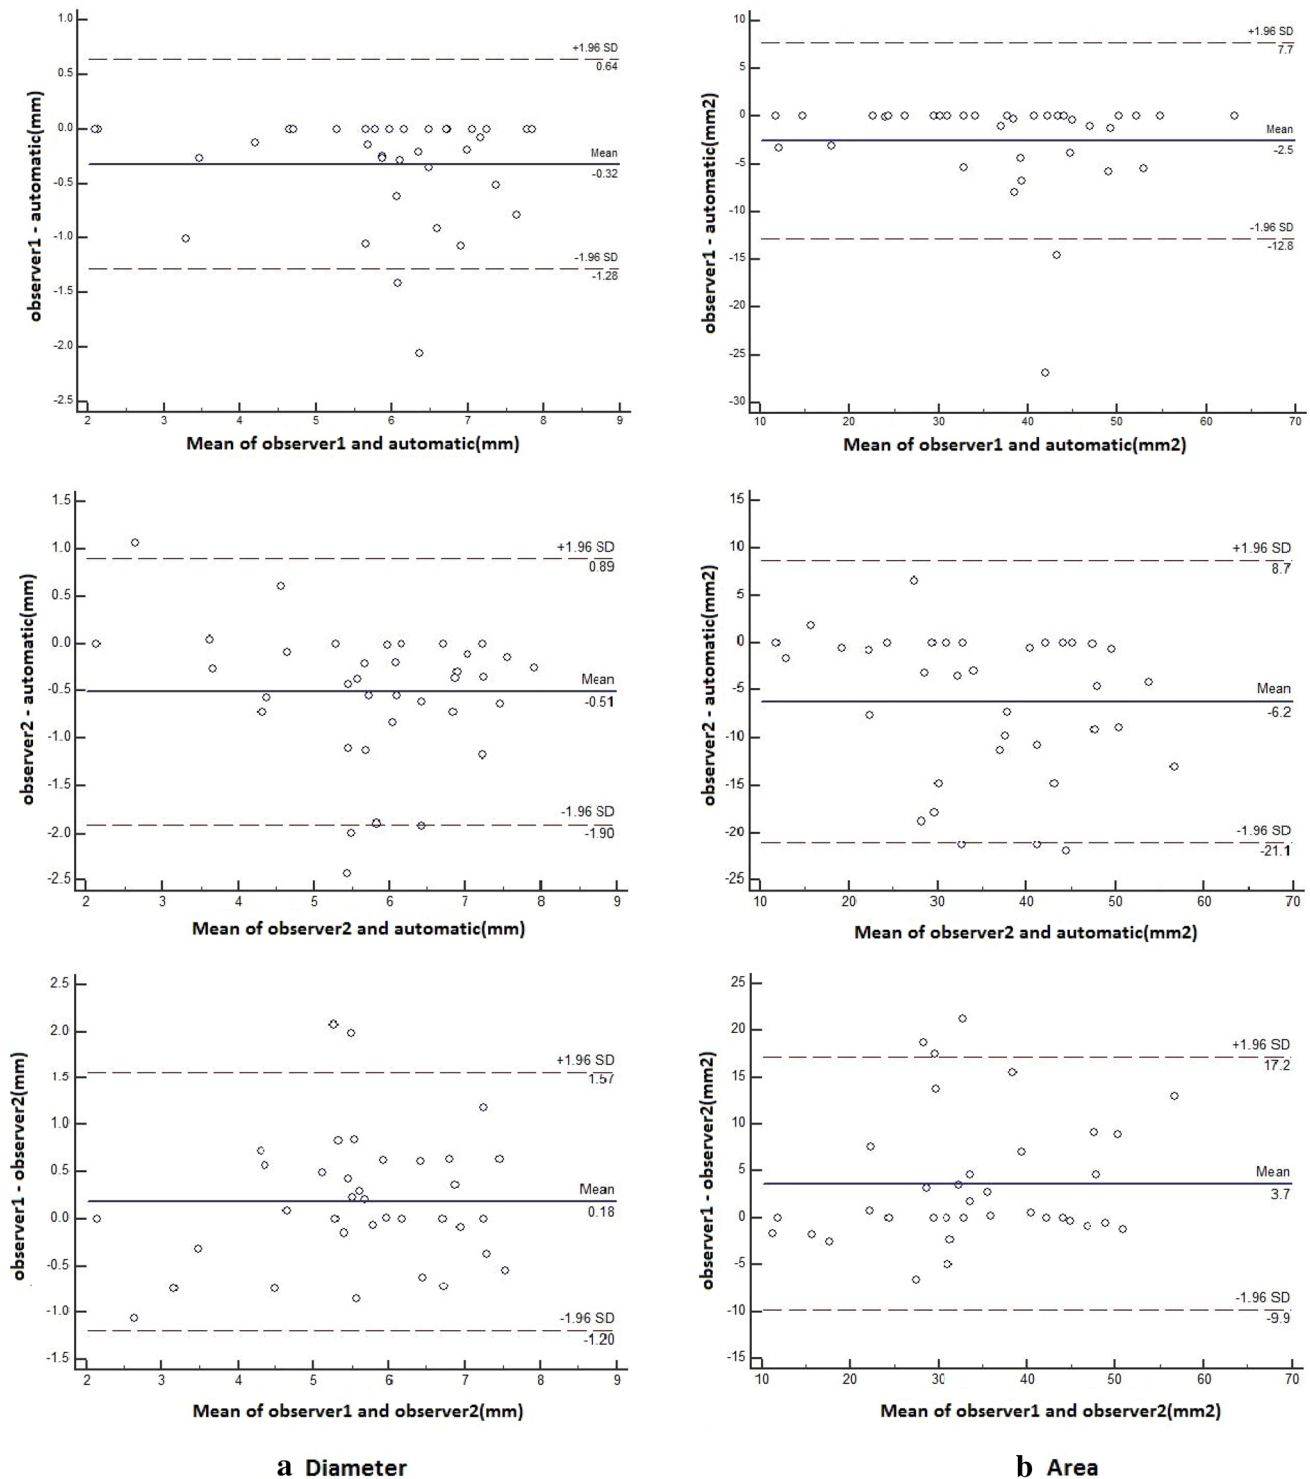 observer1 - automatic(mm)
1.0
0.5
0.0
-0.5
-1.0
-1.5
-2.0
-2.5
+1.96 SD
0.64
Mean
-0.32
-1.96 SD
-1.28
2 3 4 5 6 7 8 9
Mean of observer1 and automatic(mm)
observer1 - automatic(mm2)
10
5
0
-5
-10
-15
-20
-25
-30
+1.96 SD
7.7
Mean
-2.5
-1.96 SD
-12.8
10 20 30 40 50 60 70
Mean of observer1 and automatic(mm2)
observer2 - automatic(mm)
1.5
1.0
0.5
0.0
-0.5
-1.0
-1.5
-2.0
-2.5
+1.96 SD
0.89
Mean
-0.51
-1.96 SD
-1.90
2 3 4 5 6 7 8 9
Mean of observer2 and automatic(mm)
observer2 - automatic(mm2)
15
10
5
0
-5
-10
-15
-20
-25
+1.96 SD
8.7
Mean
-6.2
-1.96 SD
-21.1
10 20 30 40 50 60 70
Mean of observer2 and automatic(mm2)
observer1 - observer2(mm)
2.5
2.0
1.5
1.0
0.5
0.0
-0.5
-1.0
-1.5
+1.96 SD
1.57
Mean
0.18
-1.96 SD
-1.20
2 3 4 5 6 7 8 9
Mean of observer1 and observer2(mm)
observer1 - observer2(mm2)
25
20
15
10
5
0
-5
-10
-15
+1.96 SD
17.2
Mean
3.7
-1.96 SD
-9.9
10 20 30 40 50 60 70
Mean of observer1 and observer2(mm2)
a Diameter
b Area